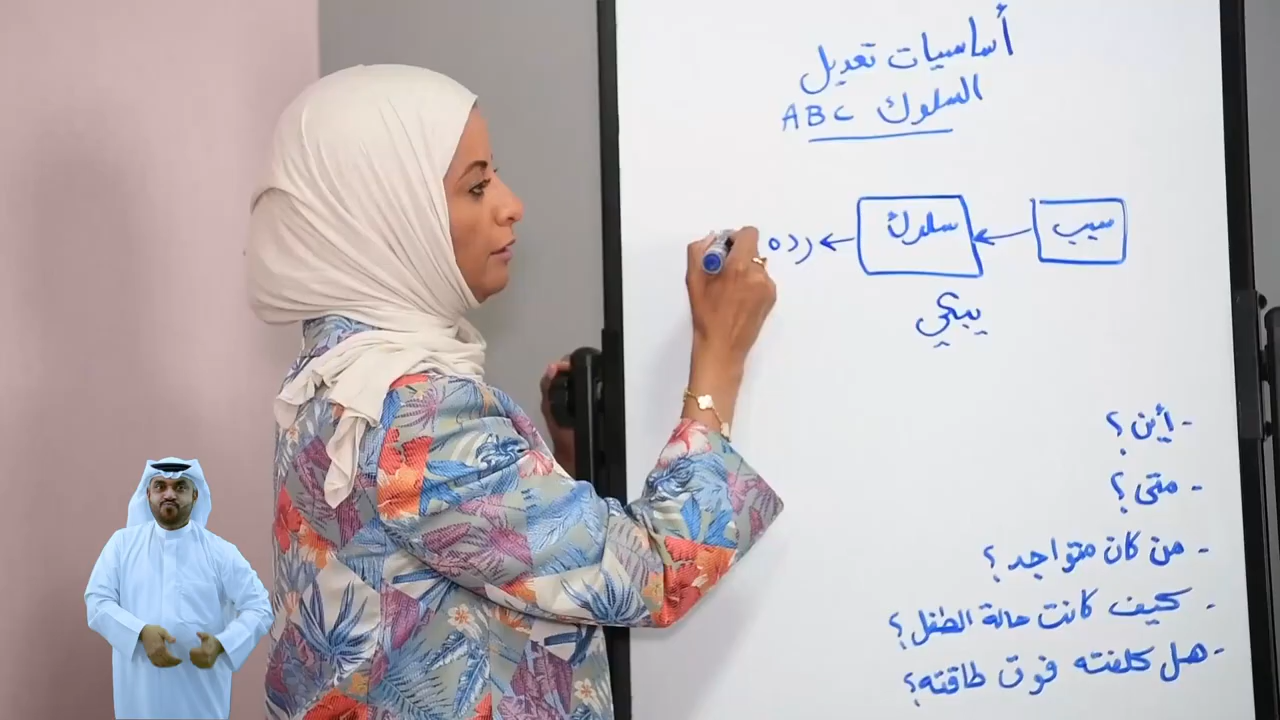 أساسيات تعديل
السلوك ABC
سبب ← سلوك ← رده
يبكي
- أين؟
- متى؟
- من كان متواجد؟
- كيف كانت حالة الطفل؟
- هل كلفته فوق طاقته؟